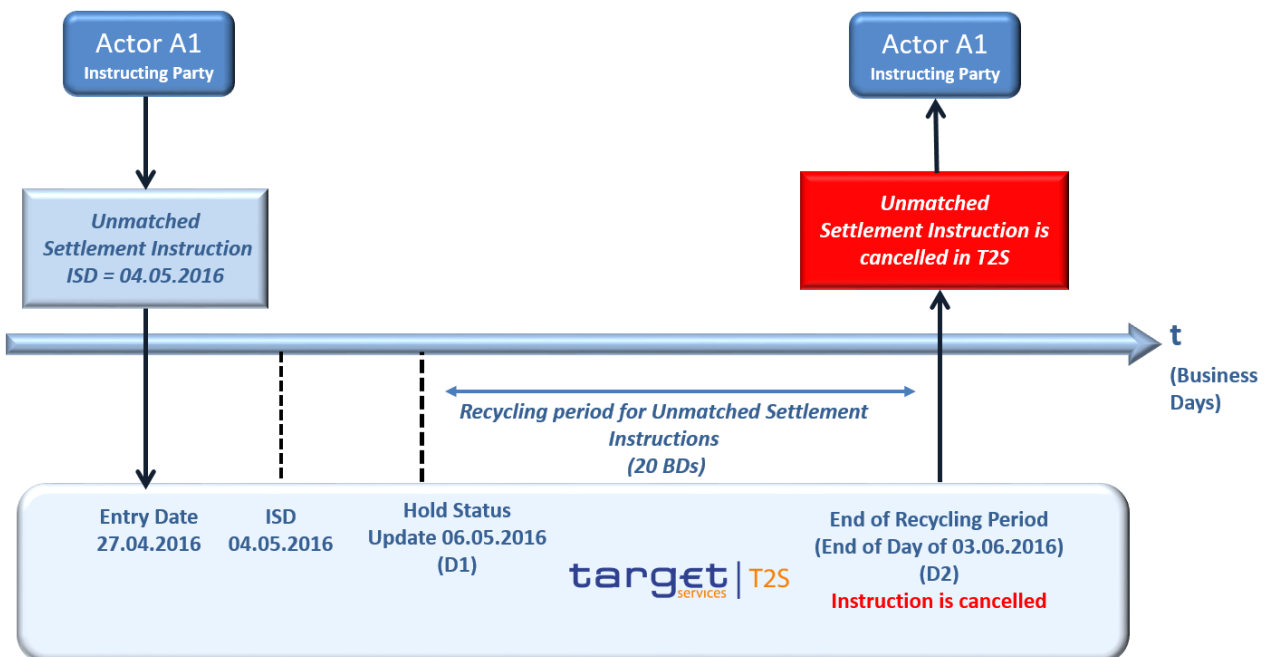 Actor A1
Instructing Party
Actor A1
Instructing Party
Unmatched
Settlement Instruction
ISD = 04.05.2016
Unmatched
Settlement Instruction is
cancelled in T2S
t
(Business
Days)
Recycling period for Unmatched Settlement
Instructions
(20 BDs)
Entry Date
27.04.2016
ISD
04.05.2016
Hold Status
Update 06.05.2016
(D1)
target | T2S
services
End of Recycling Period
(End of Day of 03.06.2016)
(D2)
Instruction is cancelled